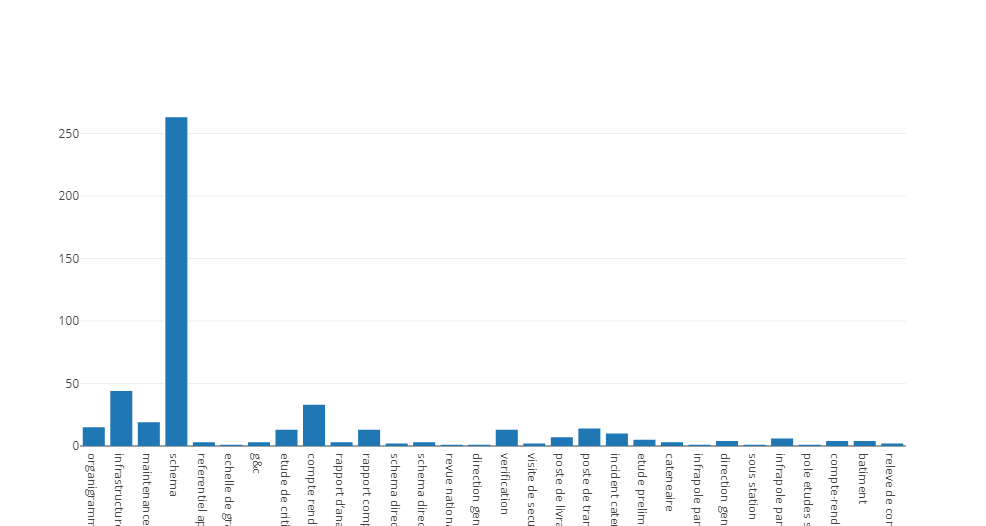 250
200
150
100
50
0
organigramm
infrastructur
maintenance
schema
referentiel ap
echelle de gr
g&c
etude de criti
compte rend
rapport d'ana
rapport comp
schema direc
schema direc
revue nationa
direction gen
verification
visite de secu
poste de livra
poste de tran
incident cate
etude prelim
cateneaire
infrapole par
direction gen
sous station
infrapole par
pole etudes s
compte-rend
batiment
releve de con